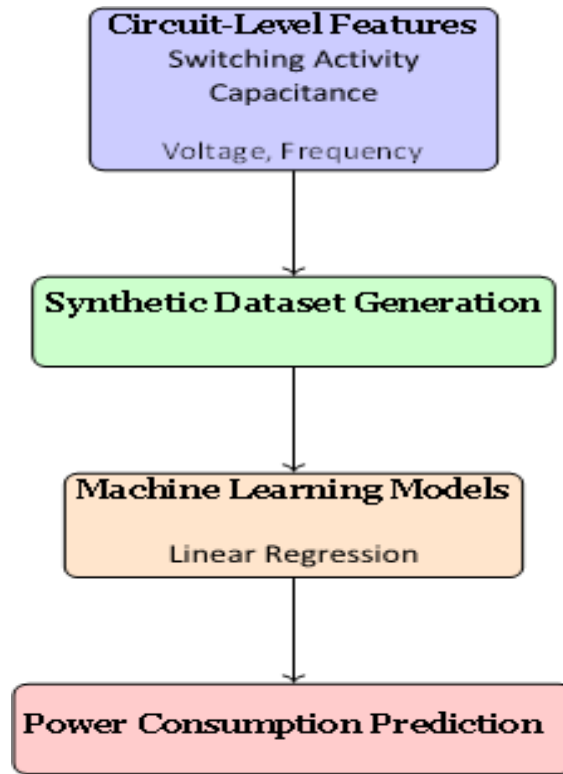 Circuit-Level Features
Switching Activity
Capacitance
Voltage, Frequency
Synthetic Dataset Generation
Machine Learning Models
Linear Regression
Power Consumption Prediction